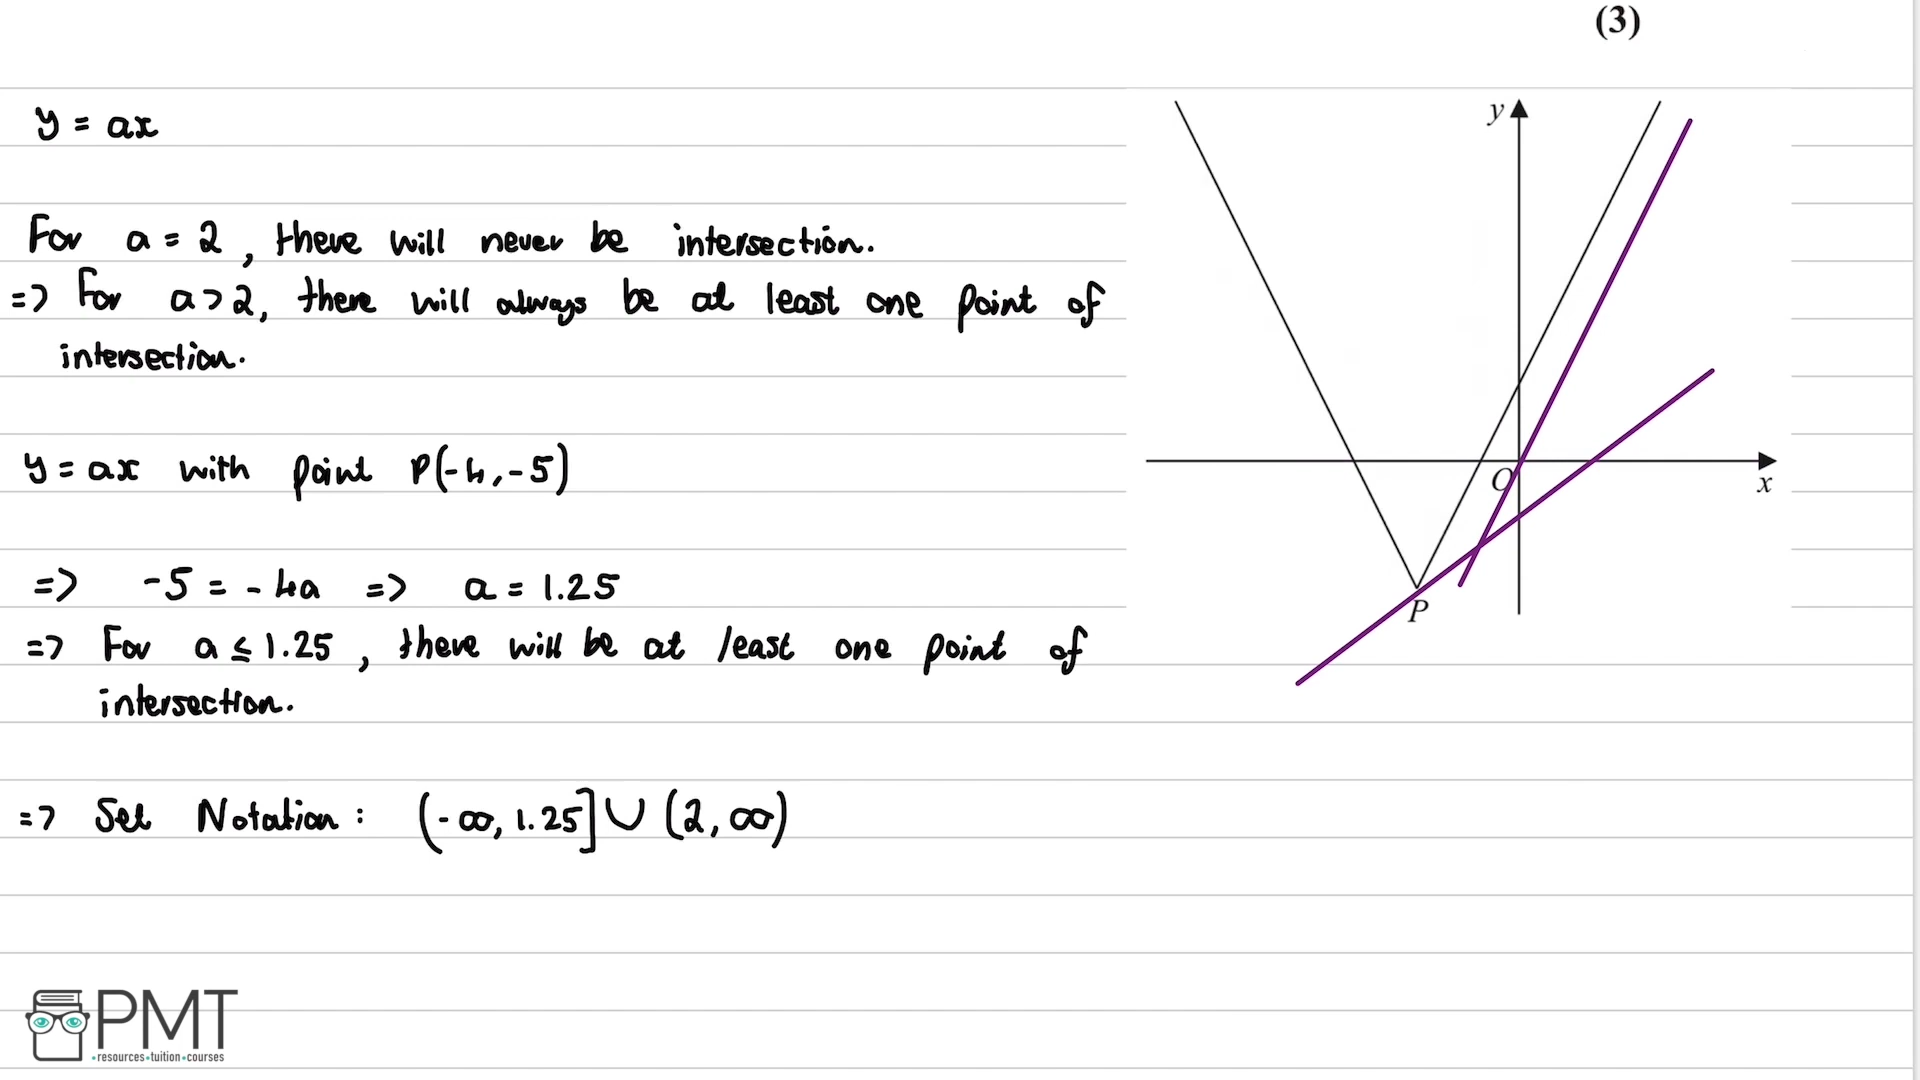 (3)
y = ax
For a = 2, there will never be intersection.
=> For a > 2, there will always be at least one point of
intersection.
y = ax with point P(-4, -5)
=> -5 = -4a => a = 1.25
=> For a ≤ 1.25, there will be at least one point of
intersection.
=> Set Notation: (-∞, 1.25] ∪ (2, ∞)
y
O
x
P
PMT
•resources•tuition•courses